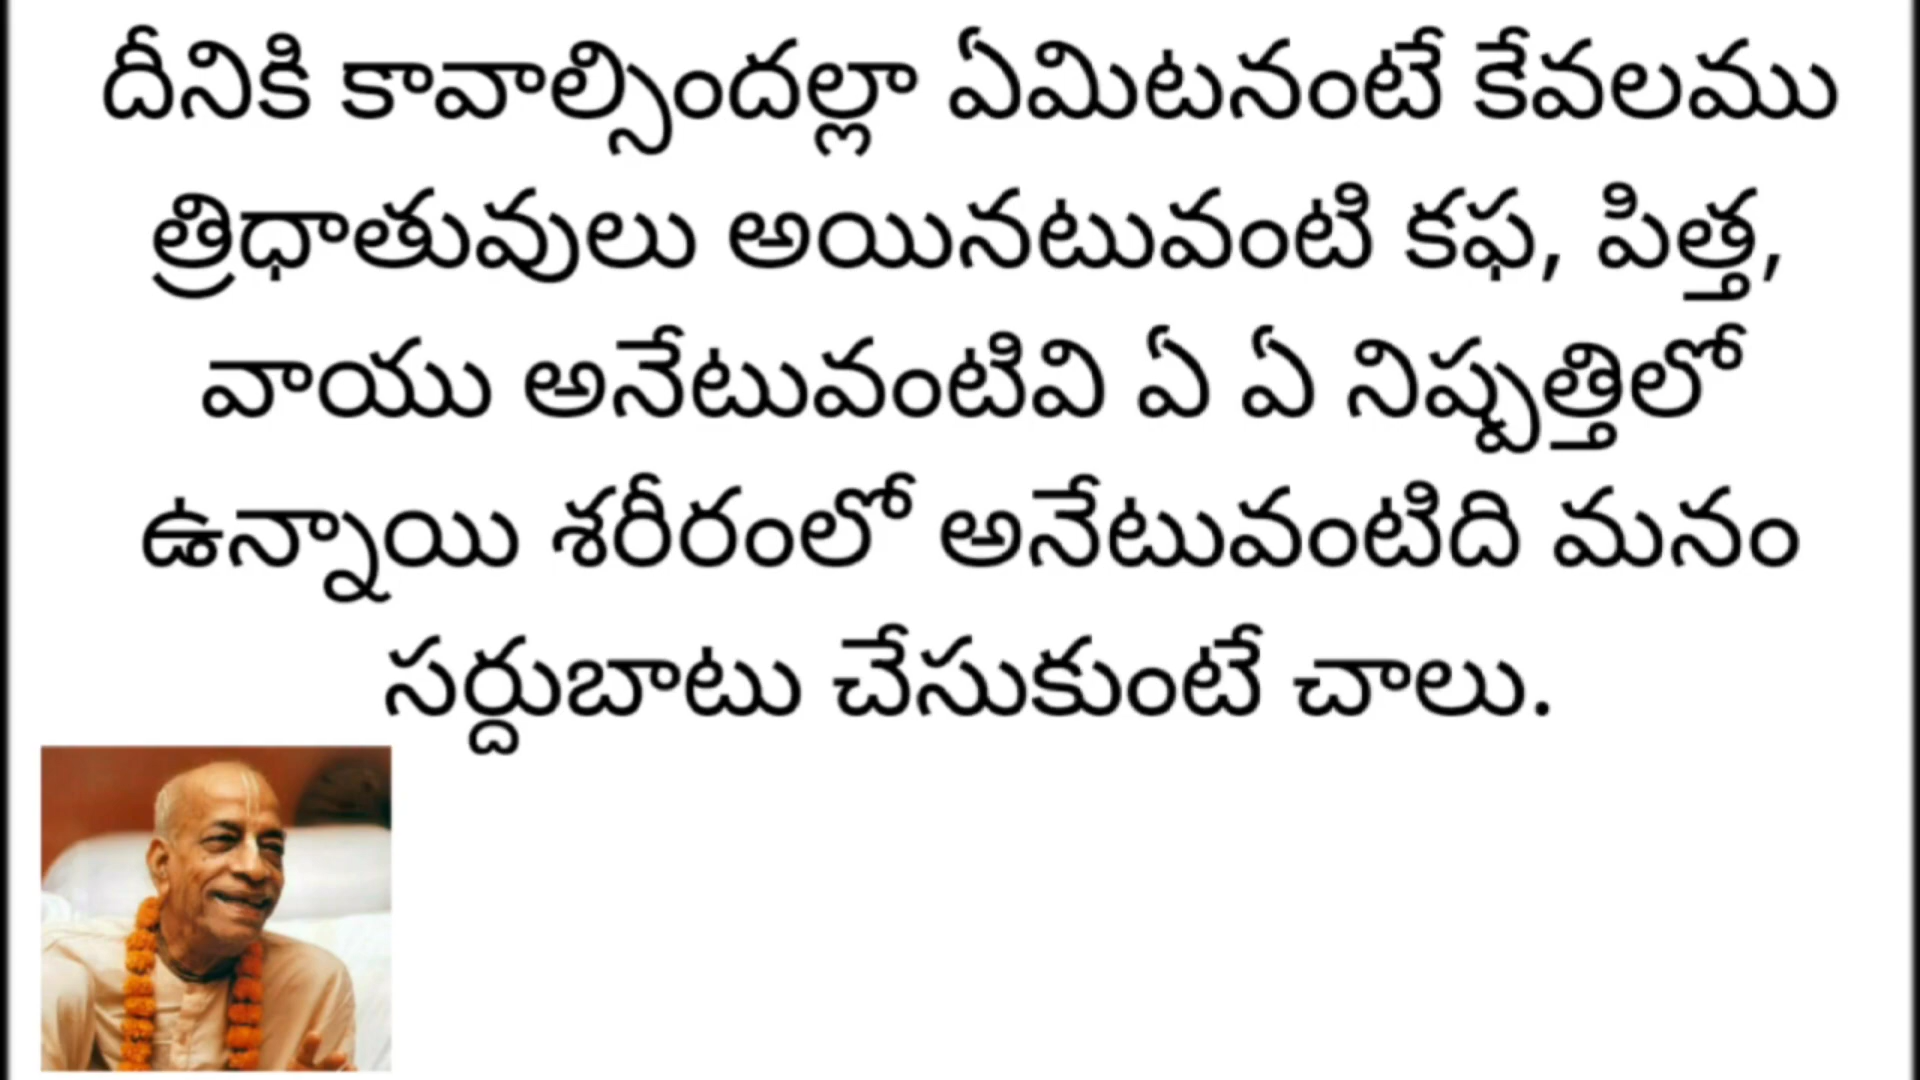 దీనికి కావాల్సిందల్లా ఏమిటనంటే కేవలము
త్రిధాతువులు అయినటువంటి కఫ, పిత్త,
వాయు అనేటువంటివి ఏ ఏ నిష్పత్తిలో
ఉన్నాయి శరీరంలో అనేటువంటిది మనం
సర్దుబాటు చేసుకుంటే చాలు.